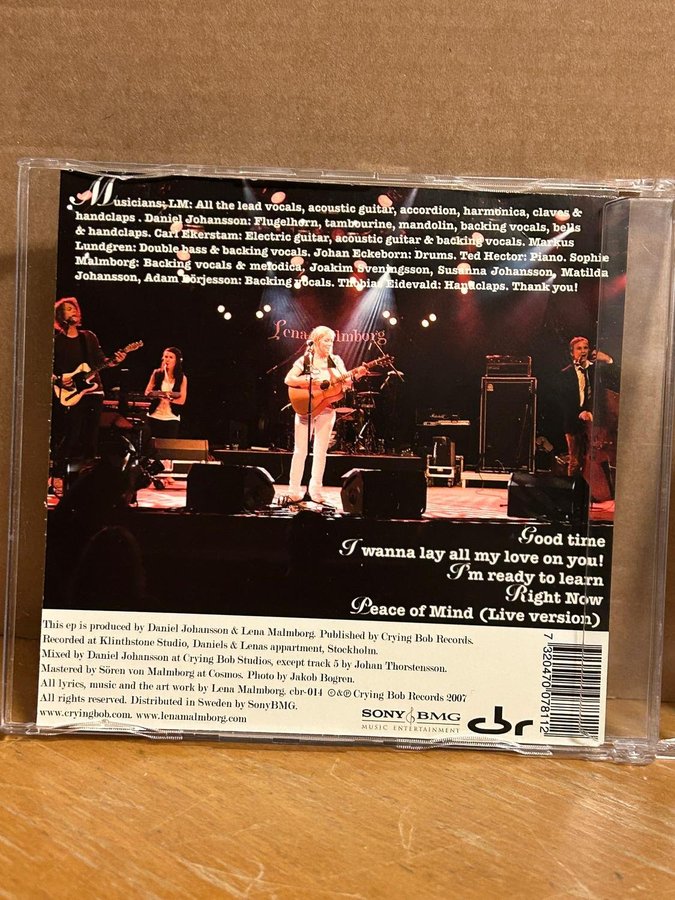 Musicians; LM: All the lead vocals, acoustic guitar, accordion, harmonica, claves &
handclaps . Daniel Johansson: Flugelhorn, tambourine, mandolin, backing vocals, bells
& handclaps. Carl Ekerstam: Electric guitar, acoustic guitar & backing vocals. Markus
Lundgren: Double bass & backing vocals. Johan Eckeborn: Drums. Ted Hector: Piano. Sophie
Malmborg: Backing vocals & melodica, Joakim Sveningsson, Susanna Johansson, Matilda
Johansson, Adam Börjesson: Backing vocals. Thobias Eidevald: Handclaps. Thank you!
Lena Malmborg
Good time
I wanna lay all my love on you!
I'm ready to learn
Right Now
Peace of Mind (Live version)
This ep is produced by Daniel Johansson & Lena Malmborg. Published by Crying Bob Records.
Recorded at Klinthstone Studio, Daniels & Lenas appartment, Stockholm.
Mixed by Daniel Johansson at Crying Bob Studios, except track 5 by Johan Thorstensson.
Mastered by Sören von Malmborg at Cosmos. Photo by Jakob Bogren.
All lyrics, music and the art work by Lena Malmborg. cbr-014 ©&℗ Crying Bob Records 2007
All rights reserved. Distributed in Sweden by SonyBMG.
www.cryingbob.com. www.lenamalmborg.com
SONY BMG
MUSIC ENTERTAINMENT
cbr
7 320470 078112